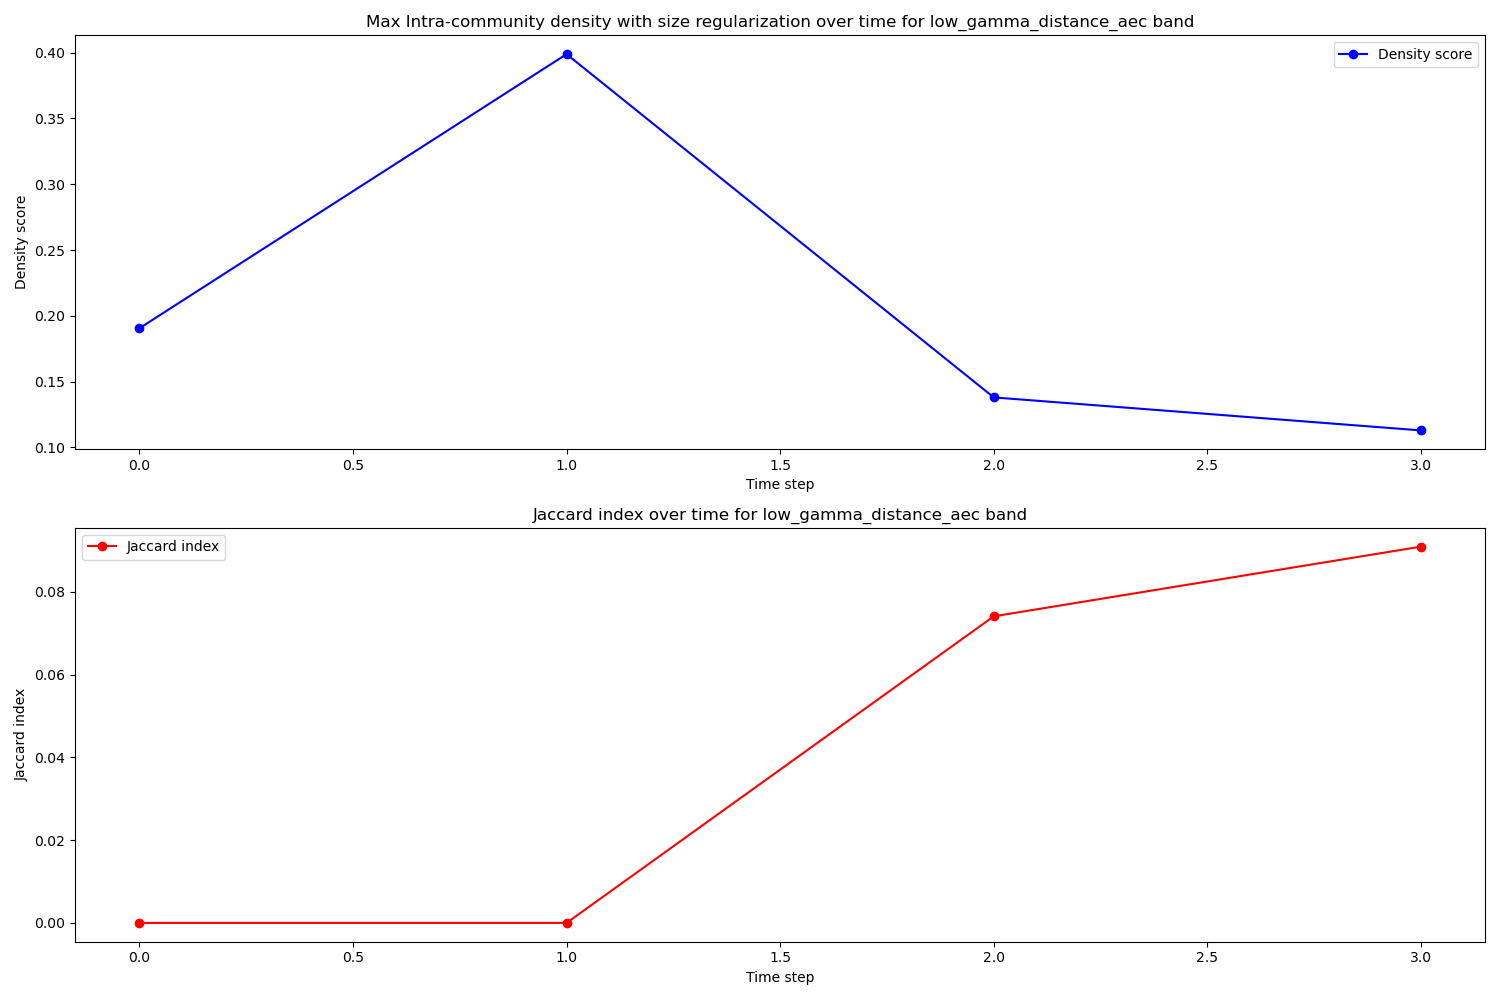 Max Intra-community density with size regularization over time for low_gamma_distance_aec band
Density score
0.40
0.35
0.30
0.25
0.20
0.15
0.10
Density score
0.0 0.5 1.0 1.5 2.0 2.5 3.0
Time step
Jaccard index over time for low_gamma_distance_aec band
Jaccard index
0.08
0.06
0.04
0.02
0.00
Jaccard index
0.0 0.5 1.0 1.5 2.0 2.5 3.0
Time step